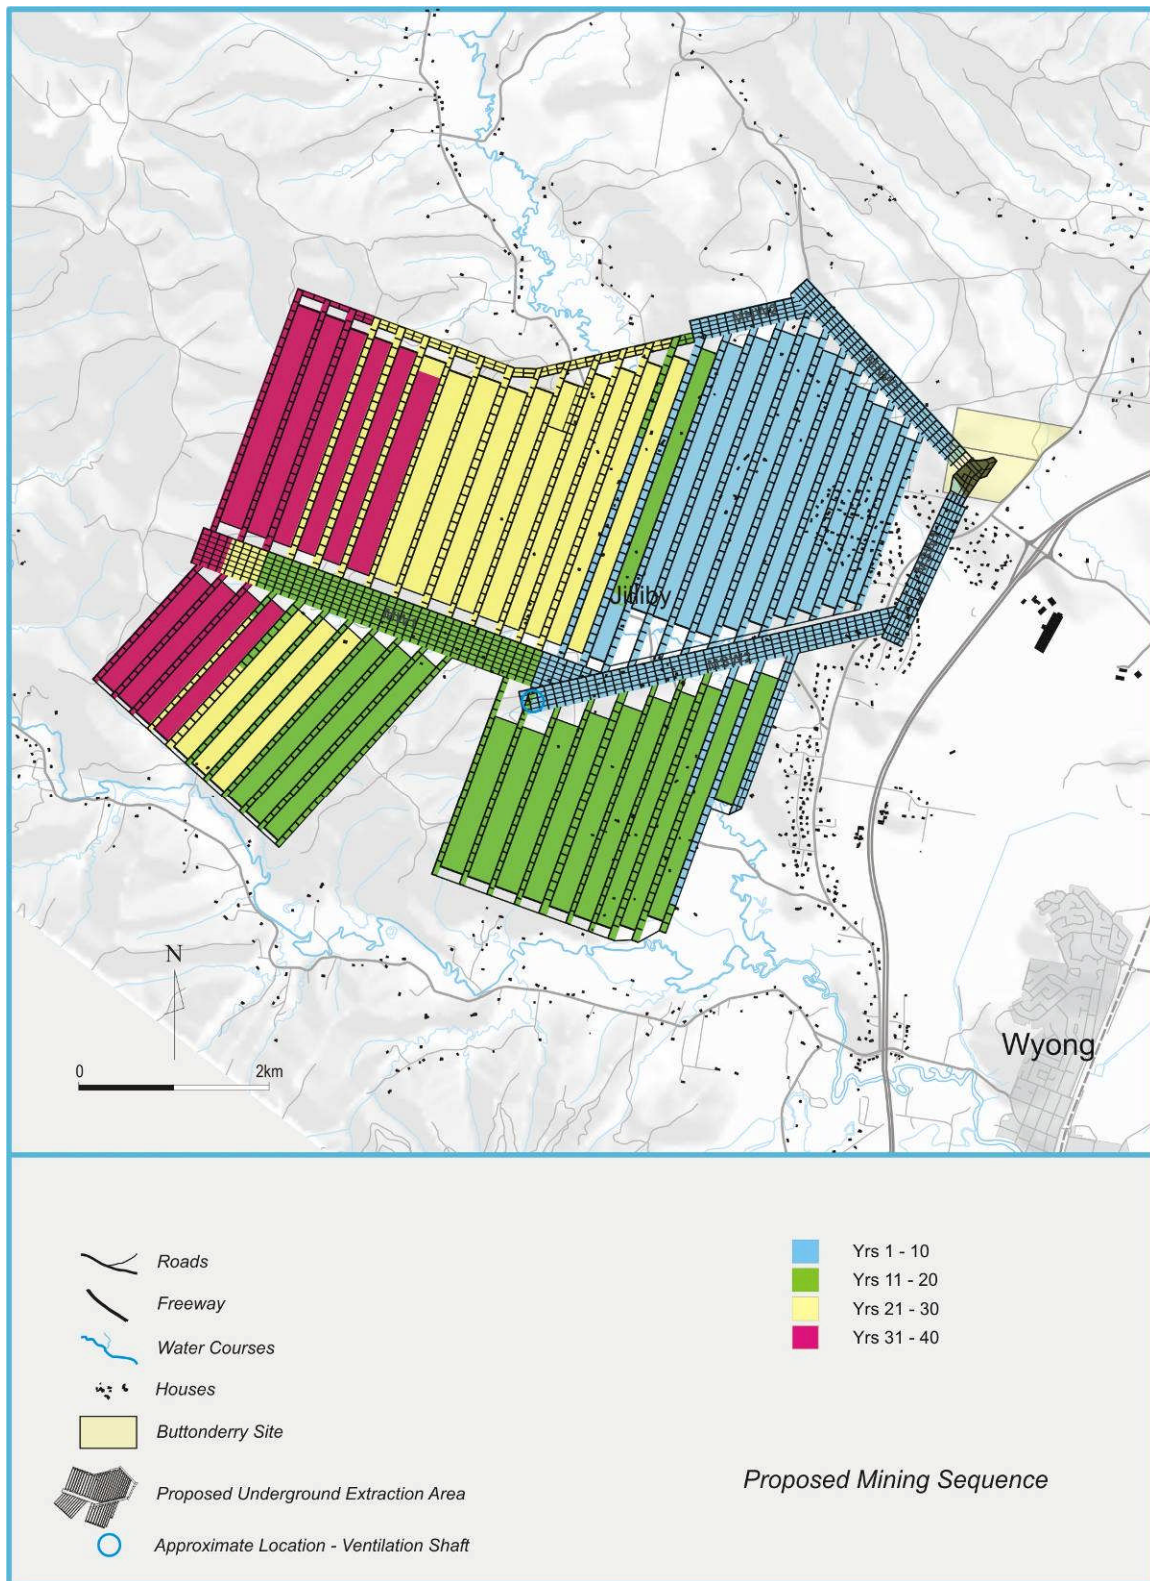 Jilliby
N
0 2km
Wyong
Roads
Freeway
Water Courses
Houses
Buttonderry Site
Proposed Underground Extraction Area
Approximate Location - Ventilation Shaft
Yrs 1 - 10
Yrs 11 - 20
Yrs 21 - 30
Yrs 31 - 40
Proposed Mining Sequence